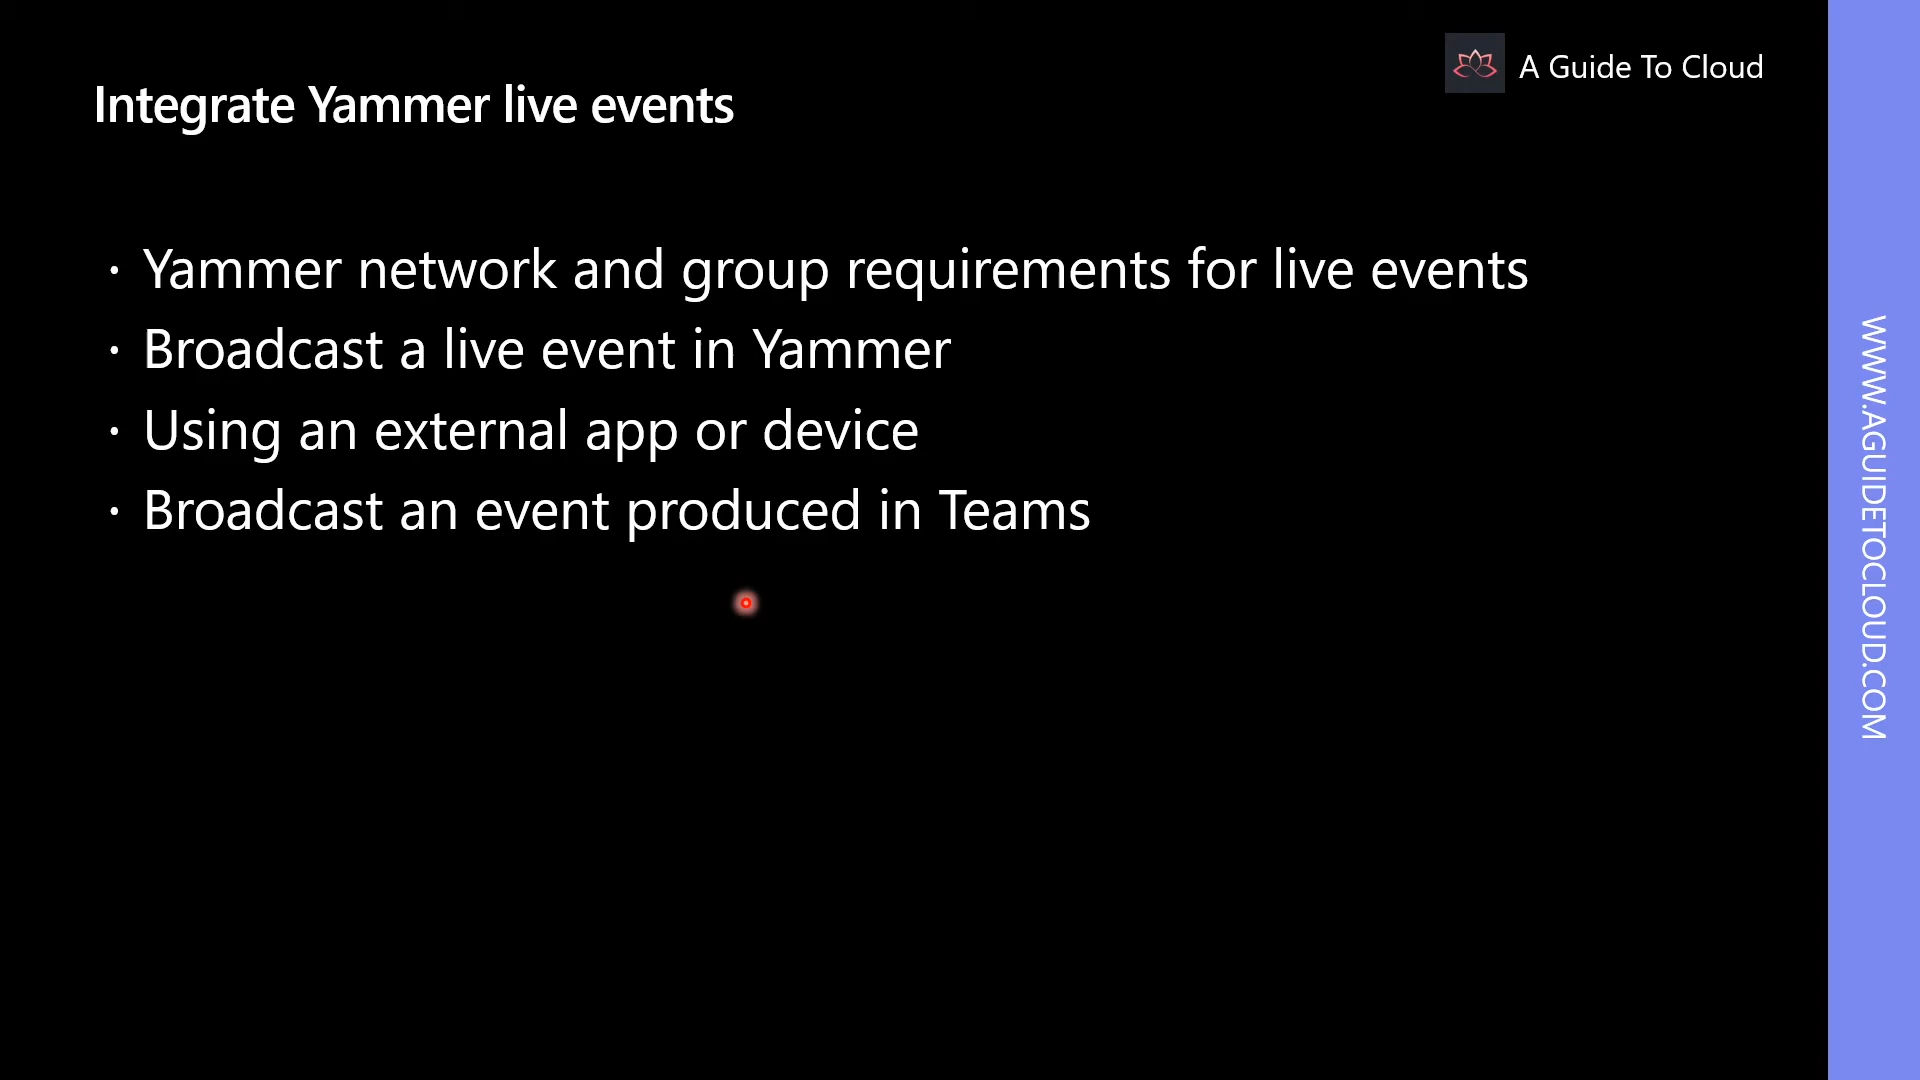 A Guide To Cloud
Integrate Yammer live events
· Yammer network and group requirements for live events
· Broadcast a live event in Yammer
· Using an external app or device
· Broadcast an event produced in Teams
WWW.AGUIDETOCLOUD.COM